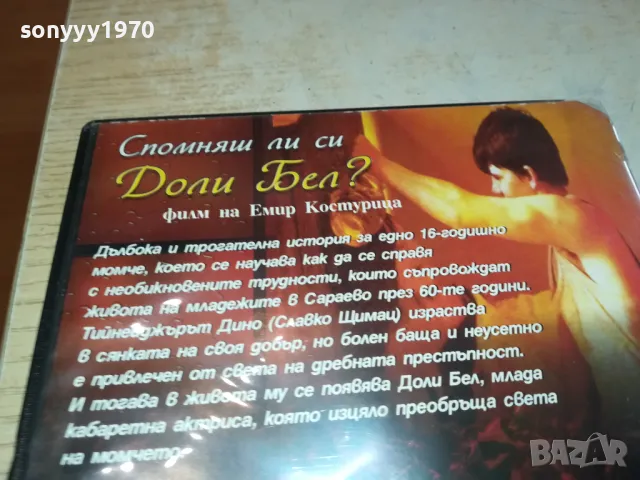 sonyyy1970
Спомняш ли си
Доли Бел?
филм на Емир Костурица
Дълбока и трогателна история за едно 16-годишно
момче, което се научава как да се справя
с необикновените трудности, които съпровождат
живота на младежите в Сараево през 60-те години.
Тийнейджърът Дино (Славко Щимац) израства
в сянката на своя добър, но болен баща и неусетно
е привлечен от света на дребната престъпност.
И тогава в живота му се появява Доли Бел, млада
кабаретна актриса, която изцяло преобръща света
на момчето.
BAZAR